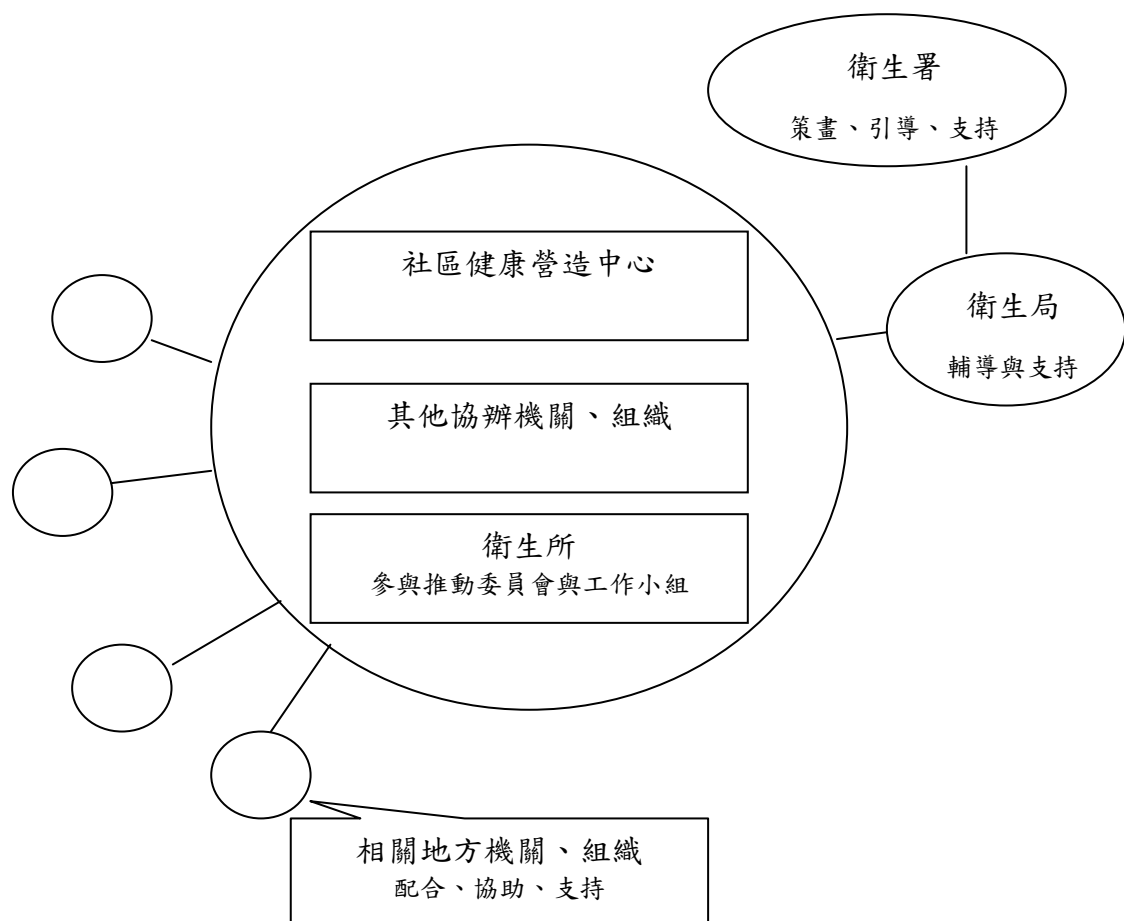 衛生署
策畫、引導、支持
社區健康營造中心
衛生局
輔導與支持
其他協辦機關、組織
衛生所
參與推動委員會與工作小組
相關地方機關、組織
配合、協助、支持